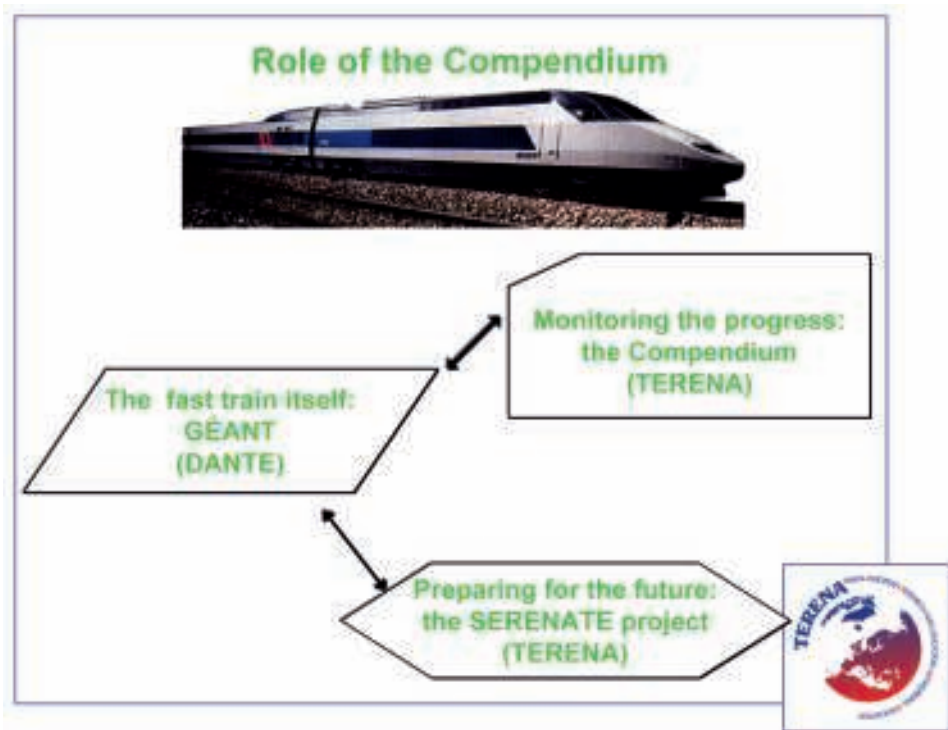 Role of the Compendium
Monitoring the progress:
the Compendium
(TERENA)
The fast train itself:
GÉANT
(DANTE)
Preparing for the future:
the SERENATE project
(TERENA)
TERENA